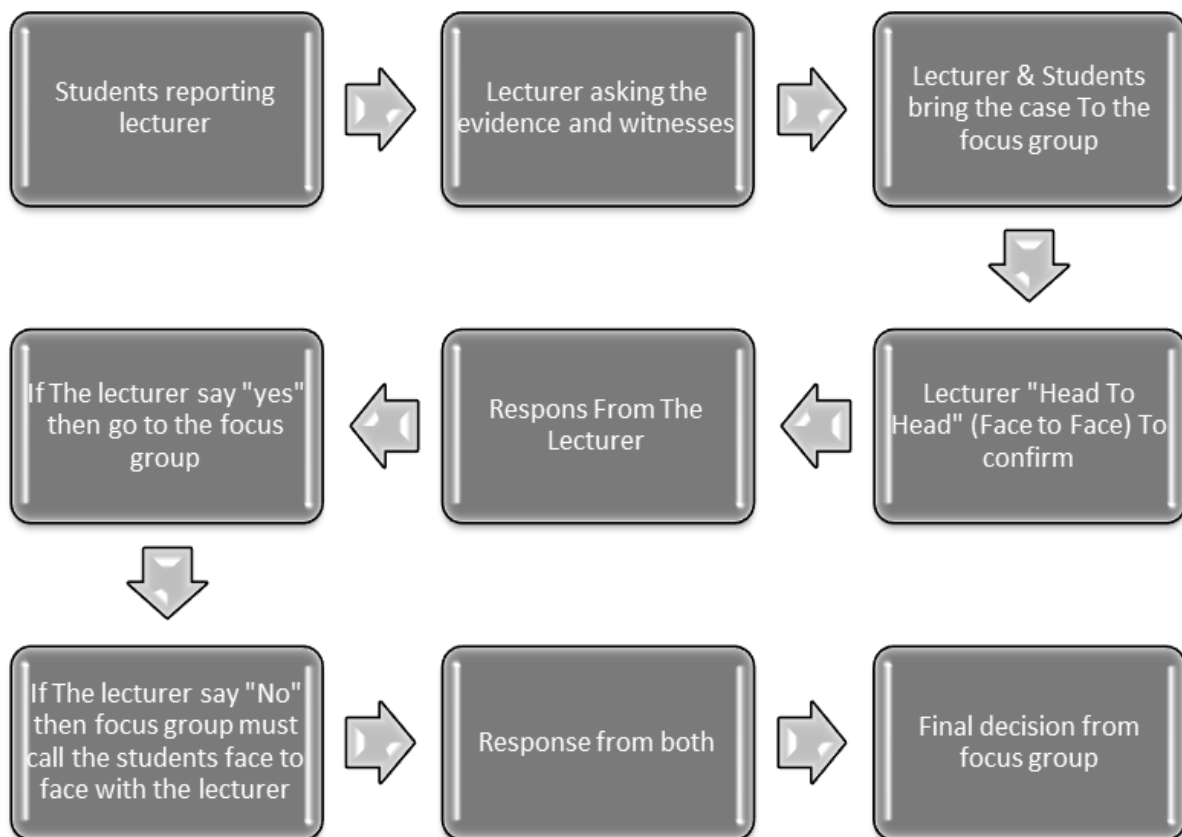 Students reporting
lecturer
Lecturer asking the
evidence and witnesses
Lecturer & Students
bring the case To the
focus group
Lecturer "Head To
Head" (Face to Face) To
confirm
Respons From The
Lecturer
If The lecturer say "yes"
then go to the focus
group
If The lecturer say "No"
then focus group must
call the students face to
face with the lecturer
Response from both
Final decision from
focus group